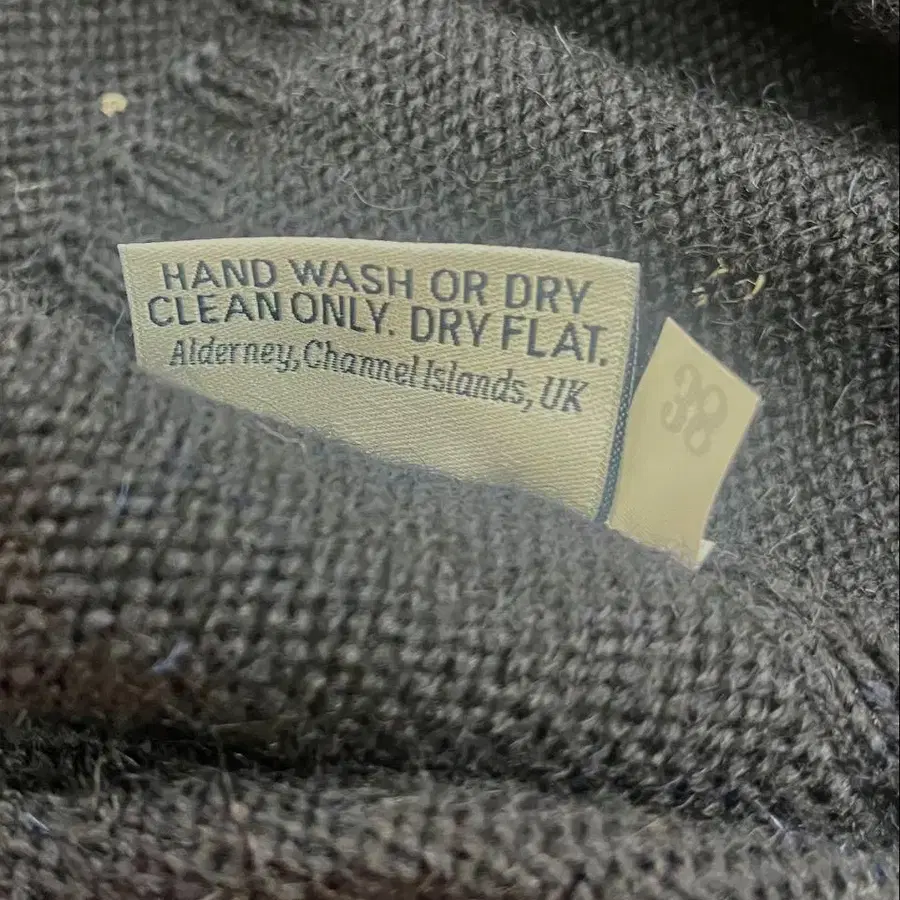 HAND WASH OR DRY
CLEAN ONLY. DRY FLAT.
Alderney, Channel Islands, UK
38